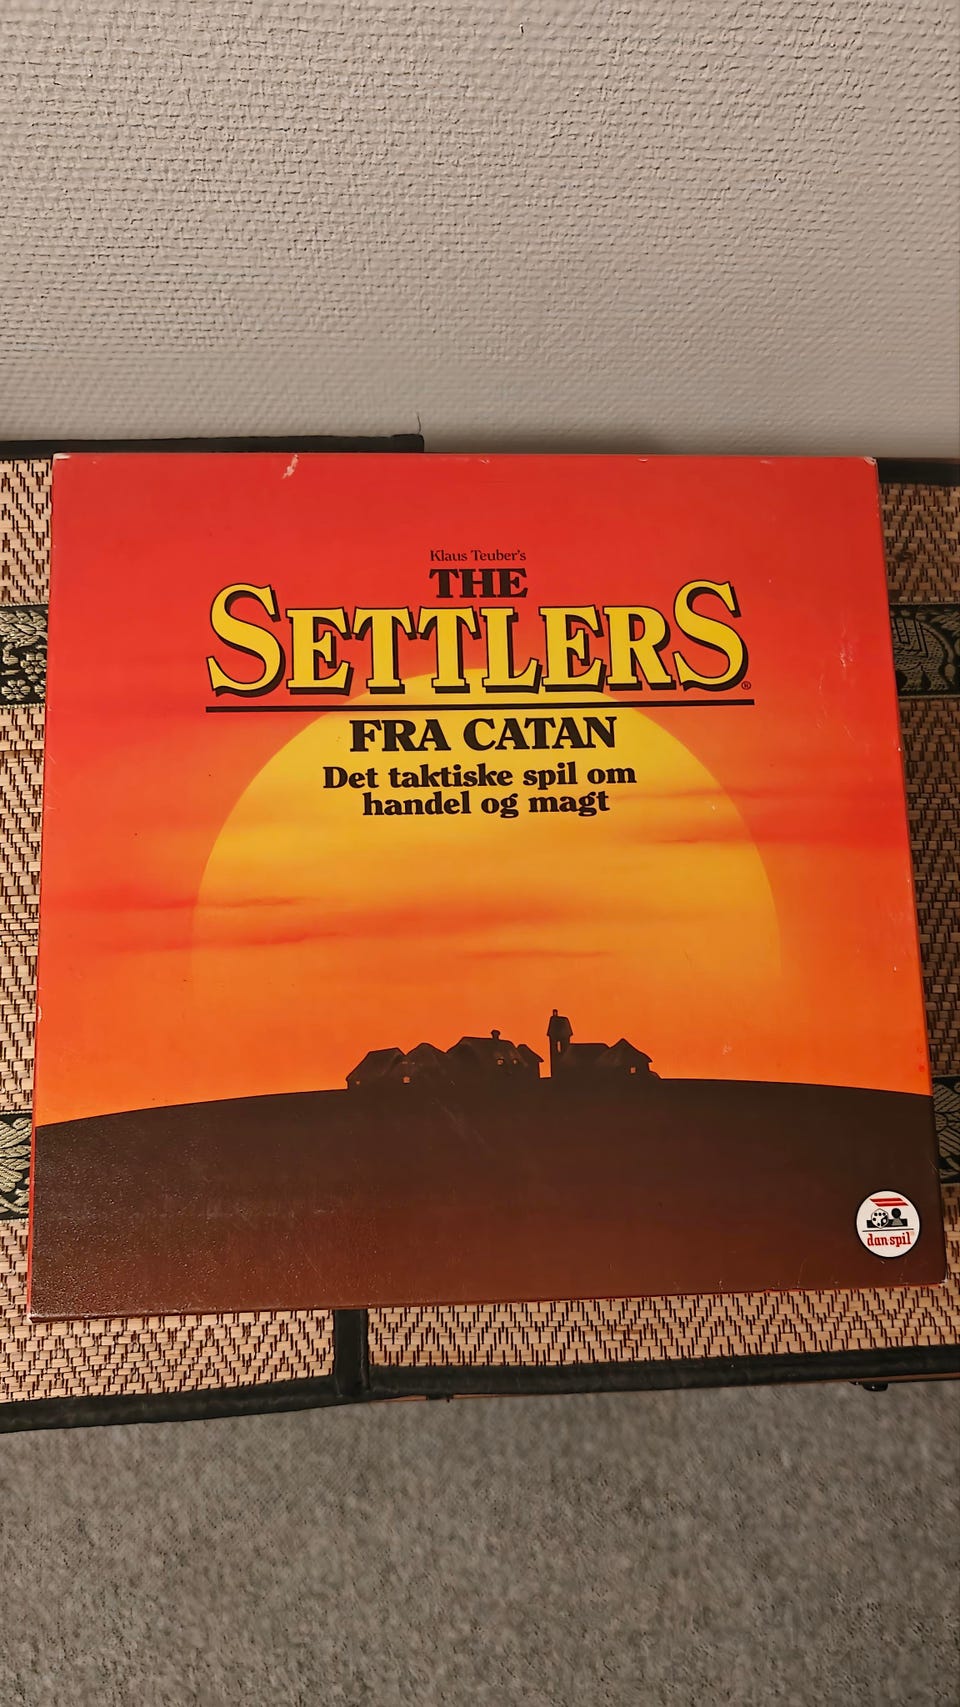 Klaus Teuber's
THE
SETTLERS®
FRA CATAN
Det taktiske spil om
handel og magt
dan spil